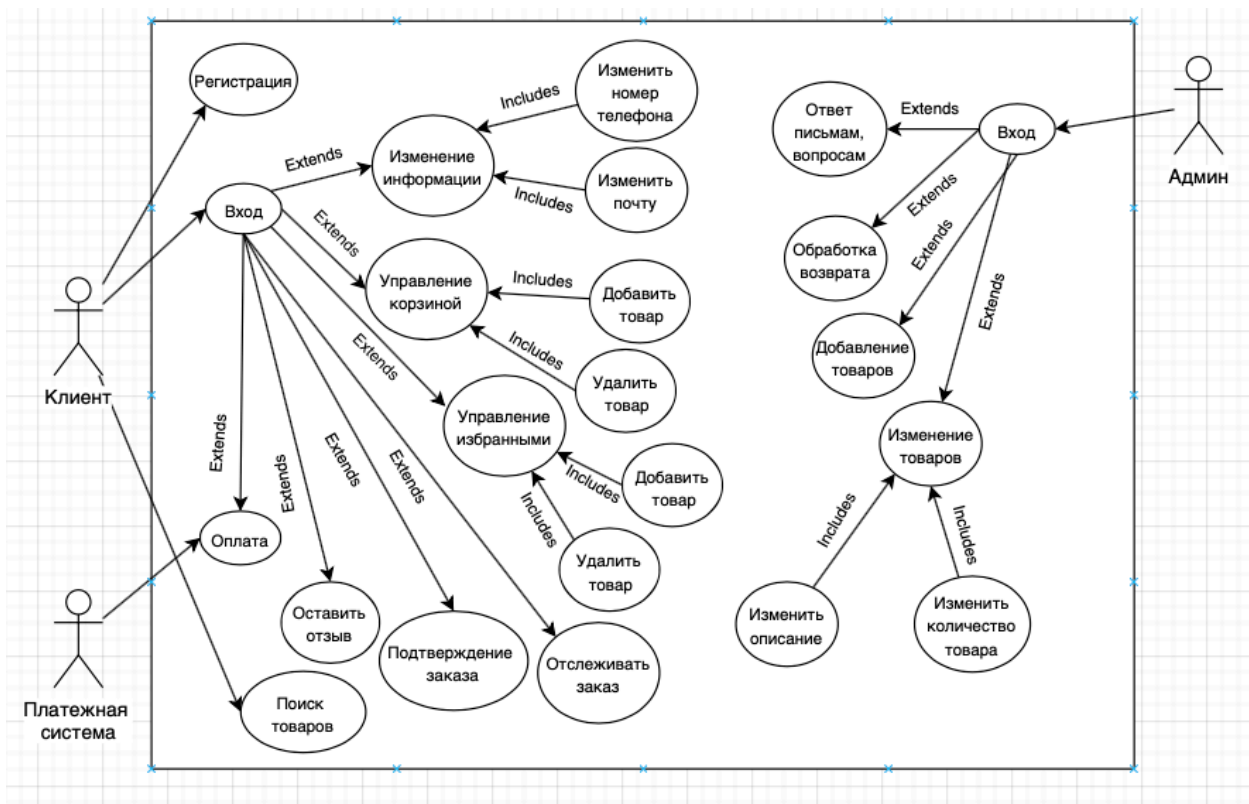 Регистрация
Изменить
номер
телефона
Includes
Изменение
информации
Extends
Изменить
почту
Includes
Вход
Extends
Управление
корзиной
Includes
Добавить
товар
Includes
Удалить
товар
Extends
Управление
избранными
Includes
Добавить
товар
Includes
Удалить
товар
Клиент
Extends
Extends
Extends
Extends
Оплата
Оставить
отзыв
Подтверждение
заказа
Отслеживать
заказ
Поиск
товаров
Платежная
система
Ответ
письмам,
вопросам
Extends
Вход
Админ
Extends
Обработка
возврата
Extends
Добавление
товаров
Extends
Изменение
товаров
Includes
Includes
Изменить
описание
Изменить
количество
товара